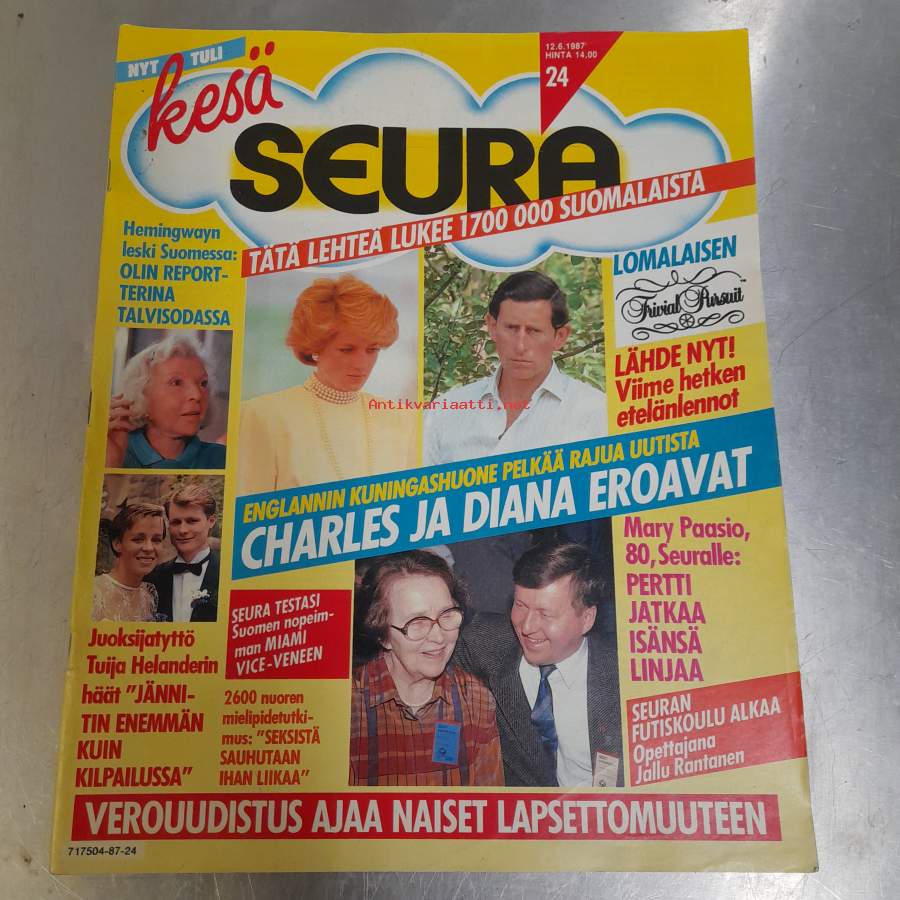 NYT TULI
kesä
SEURA
12.6.1987
HINTA 14,00
24
TÄTÄ LEHTEÄ LUKEE 1700 000 SUOMALAISTA
Hemingwayn
leski Suomessa:
OLIN REPORT-
TERINA
TALVISODASSA
LOMALAISEN
Trivial Pursuit
LÄHDE NYT!
Viime hetken
etelänlennot
Antikvariaatti.net
ENGLANNIN KUNINGASHUONE PELKÄÄ RAJUA UUTISTA
CHARLES JA DIANA EROAVAT
Mary Paasio,
80, Seuralle:
PERTTI
JATKAA
ISÄNSÄ
LINJAA
SEURA TESTASI
Suomen nopeim-
man MIAMI
VICE-VENEEN
Juoksijatyttö
Tuija Helanderin
häät "JÄNNI-
TIN ENEMMÄN
KUIN
KILPAILUSSA"
2600 nuoren
mielipidetutki-
mus: "SEKSISTÄ
SAUHUTAAN
IHAN LIIKAA"
SEURAN
FUTISKOULU ALKAA
Opettajana
Jallu Rantanen
VEROUUDISTUS AJAA NAISET LAPSETTOMUUTEEN
717504-87-24